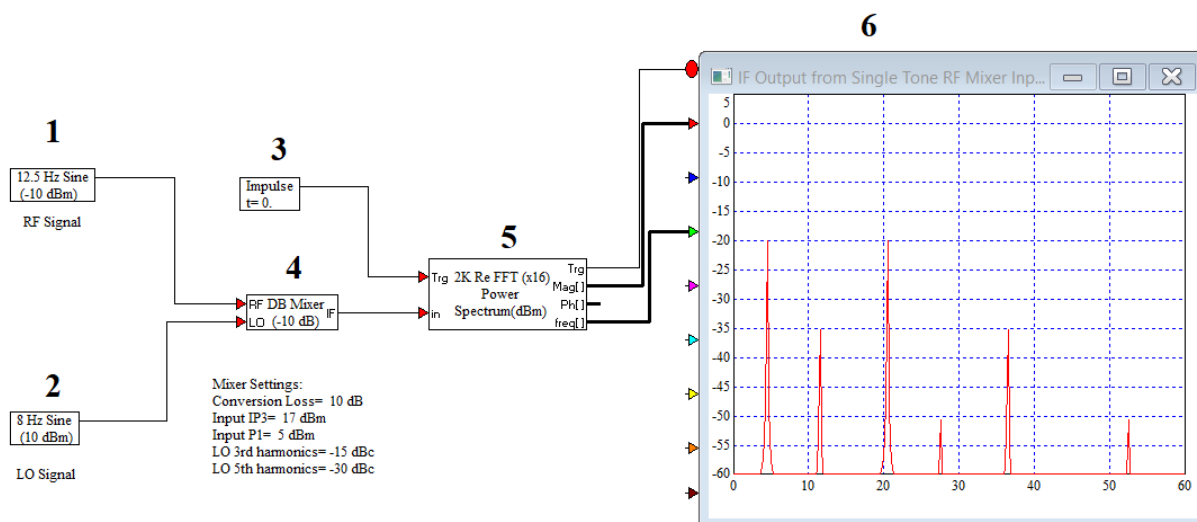 1
12.5 Hz Sine
(-10 dBm)
RF Signal
2
8 Hz Sine
(10 dBm)
LO Signal
3
Impulse
t= 0.
4
RF DB Mixer
LO (-10 dB) IF
Mixer Settings:
Conversion Loss= 10 dB
Input IP3= 17 dBm
Input P1= 5 dBm
LO 3rd harmonics= -15 dBc
LO 5th harmonics= -30 dBc
5
Trg 2K Re FFT (x16) Trg
Power Mag[]
in Spectrum(dBm) Ph[]
freq[]
6
IF Output from Single Tone RF Mixer Inp...
5
0
-5
-10
-15
-20
-25
-30
-35
-40
-45
-50
-55
-60
0 10 20 30 40 50 60